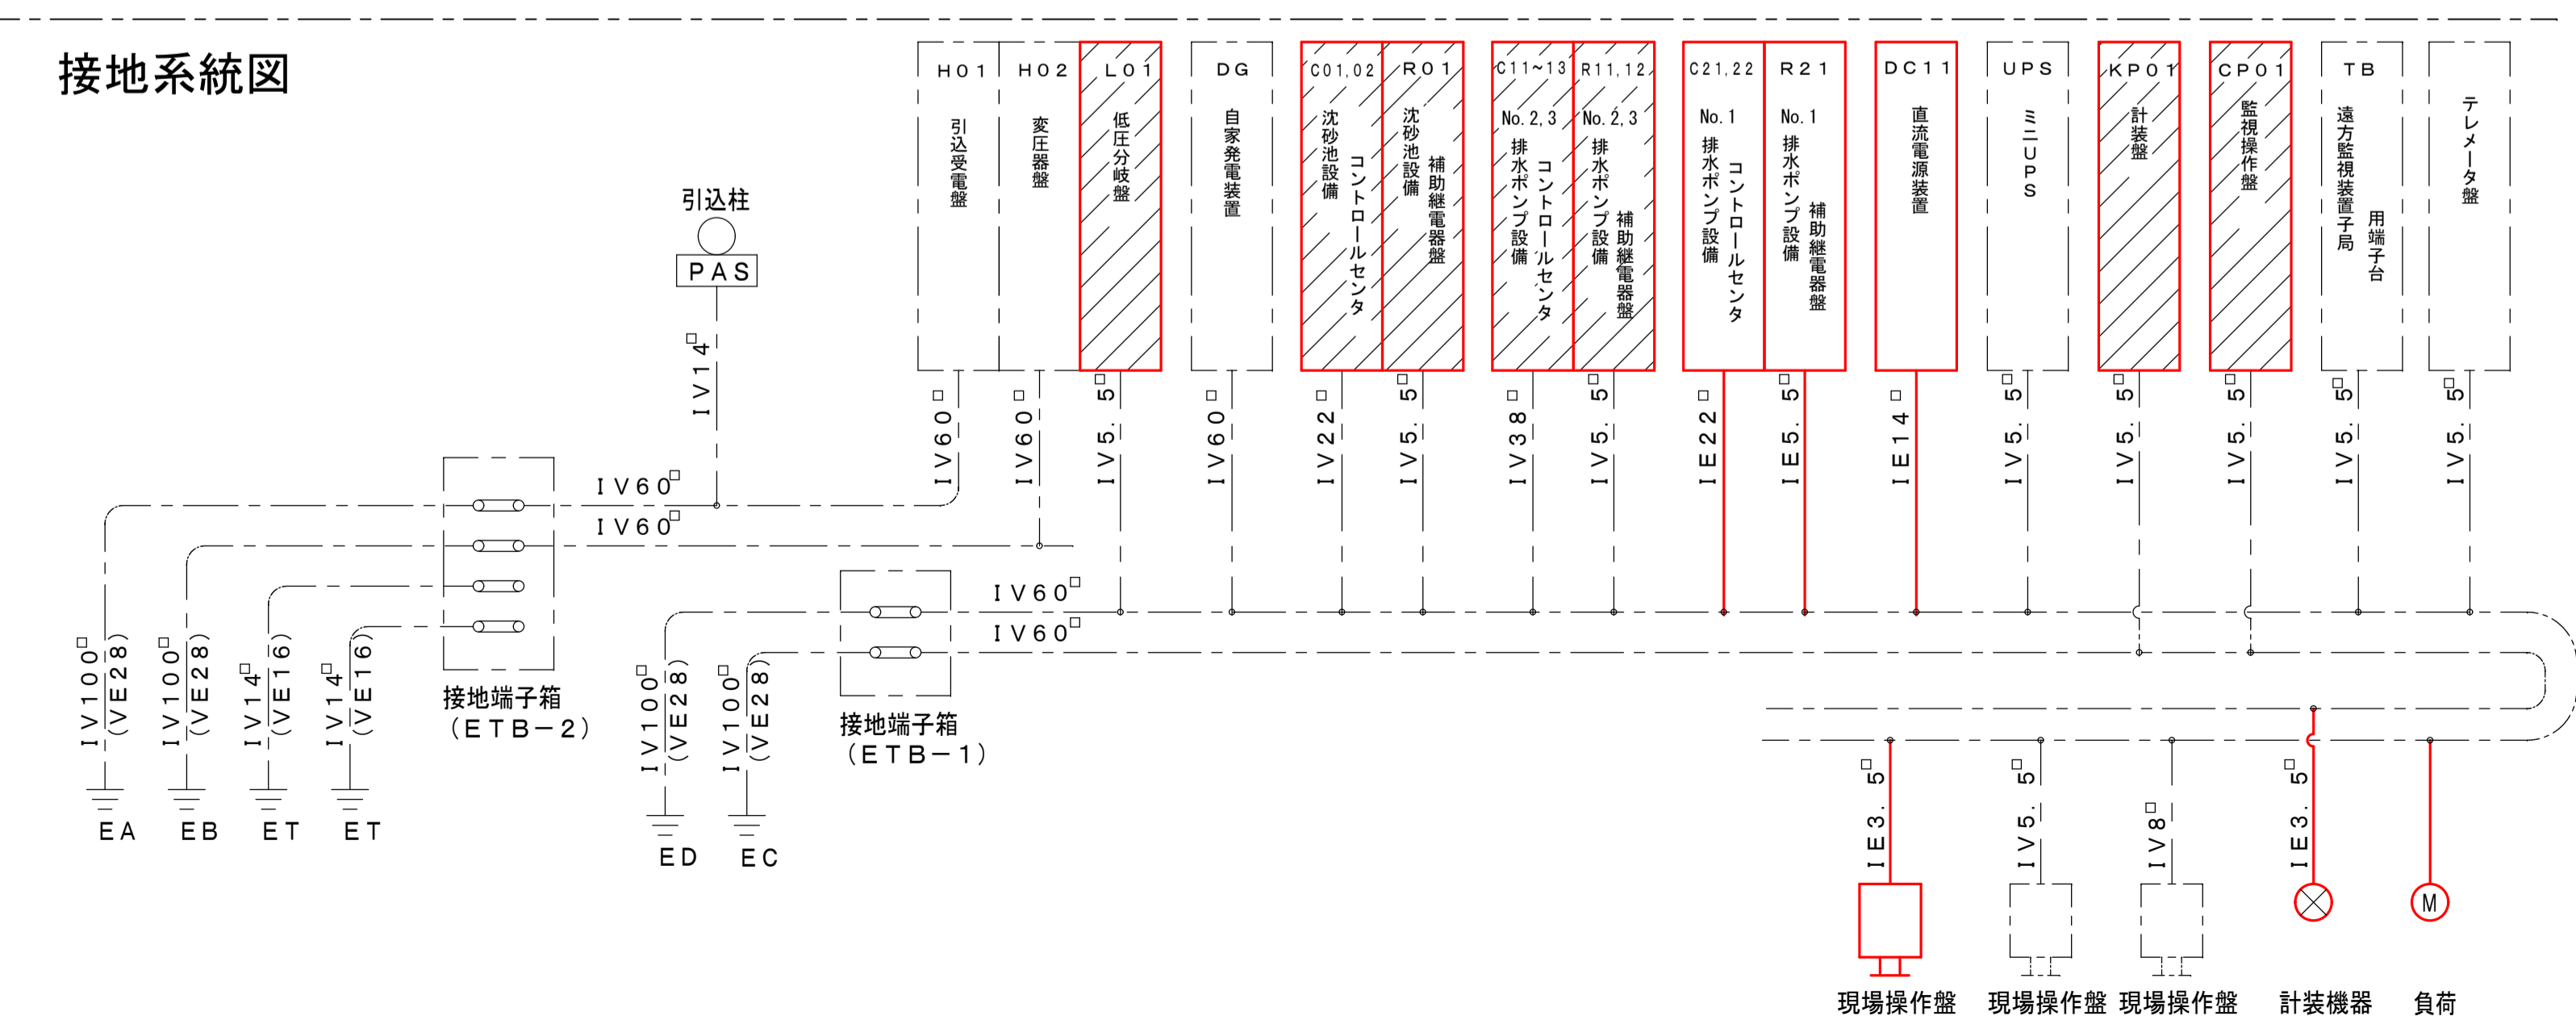 接地系統図
H01
引込受電盤
H02
変圧器盤
L01
低圧分岐盤
DG
自家発電装置
C01,02
沈砂池設備
コントロールセンタ
R01
沈砂池設備
補助継電器盤
C11~13
No.2,3
排水ポンプ設備
コントロールセンタ
R11,12
No.2,3
排水ポンプ設備
補助継電器盤
C21,22
No.1
排水ポンプ設備
コントロールセンタ
R21
No.1
排水ポンプ設備
補助継電器盤
DC11
直流電源装置
UPS
ミニUPS
KP01
計装盤
CP01
監視操作盤
TB
遠方監視装置子局
用端子台
テレメータ盤
引込柱
PAS
IV14□
IV60□
IV60□
IV5.5□
IV60□
IV22□
IV5.5□
IV38□
IV5.5□
IE22□
IE5.5□
IE14□
IV5.5□
IV5.5□
IV5.5□
IV5.5□
IV5.5□
IV60□
IV60□
IV60□
IV60□
IV100□
(VE28)
IV100□
(VE28)
IV14□
(VE16)
IV14□
(VE16)
接地端子箱
(ETB-2)
IV100□
(VE28)
IV100□
(VE28)
接地端子箱
(ETB-1)
EA
EB
ET
ET
ED
EC
IE3.5□
IV5.5□
IV8□
IE3.5□
M
現場操作盤
現場操作盤
現場操作盤
計装機器
負荷